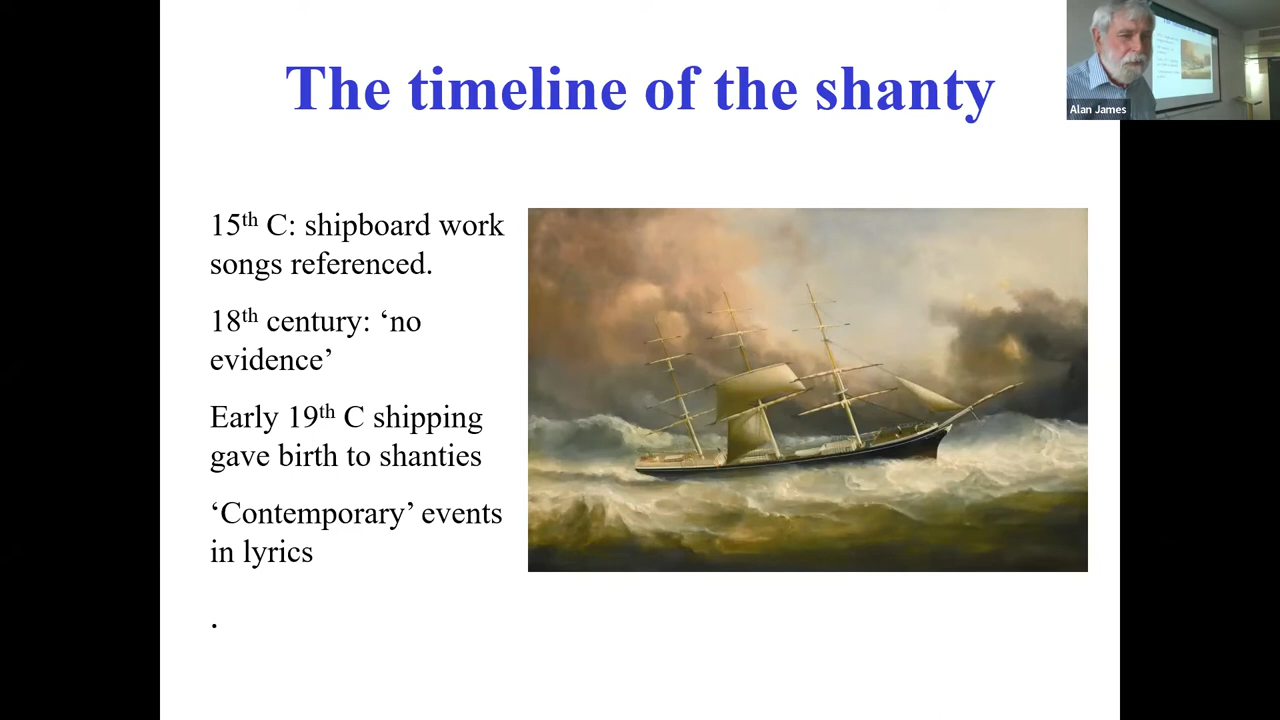 The timeline of the shanty
Alan James
15th C: shipboard work
songs referenced.
18th century: ‘no
evidence’
Early 19th C shipping
gave birth to shanties
‘Contemporary’ events
in lyrics
.